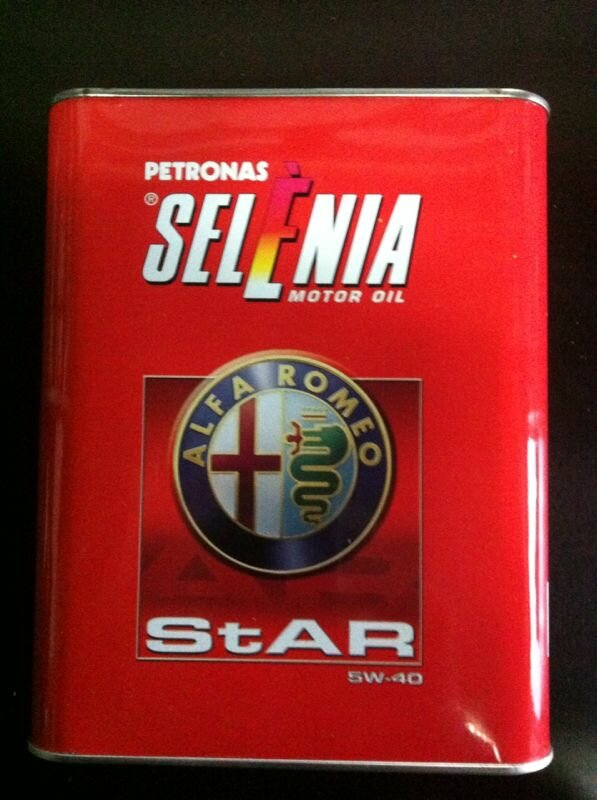 PETRONAS
® SELÈNIA
MOTOR OIL
ALFA ROMEO
StAR
5W-40